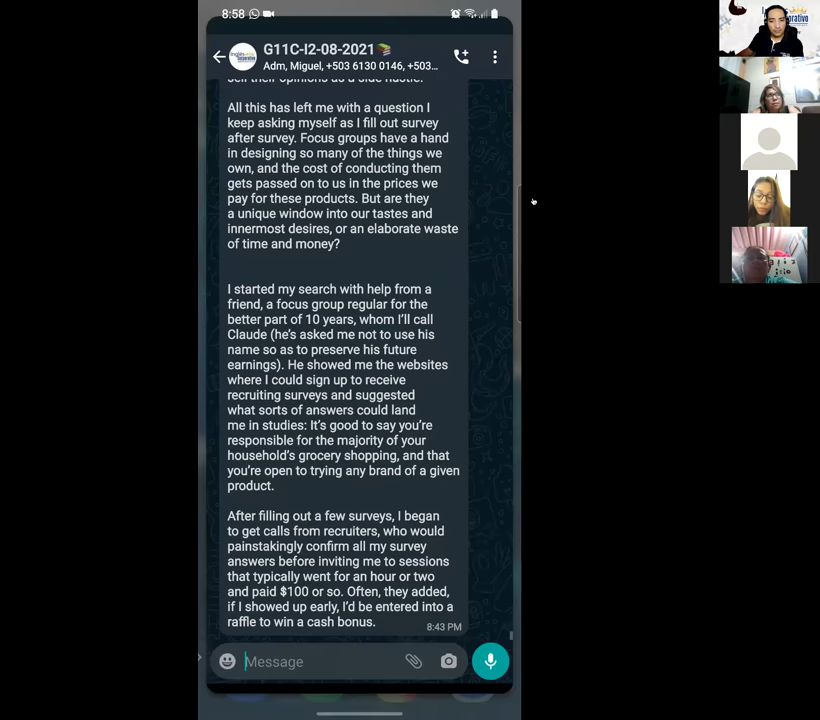 8:58
G11C-I2-08-2021
Adm, Miguel, +503 6130 0146, +503...
sell their opinions as a side hustle.
All this has left me with a question I
keep asking myself as I fill out survey
after survey. Focus groups have a hand
in designing so many of the things we
own, and the cost of conducting them
gets passed on to us in the prices we
pay for these products. But are they
a unique window into our tastes and
innermost desires, or an elaborate waste
of time and money?
I started my search with help from a
friend, a focus group regular for the
better part of 10 years, whom I'll call
Claude (he's asked me not to use his
name so as to preserve his future
earnings). He showed me the websites
where I could sign up to receive
recruiting surveys and suggested
what sorts of answers could land
me in studies: It's good to say you're
responsible for the majority of your
household's grocery shopping, and that
you're open to trying any brand of a given
product.
After filling out a few surveys, I began
to get calls from recruiters, who would
painstakingly confirm all my survey
answers before inviting me to sessions
that typically went for an hour or two
and paid $100 or so. Often, they added,
if I showed up early, I'd be entered into a
raffle to win a cash bonus.
8:43 PM
Message